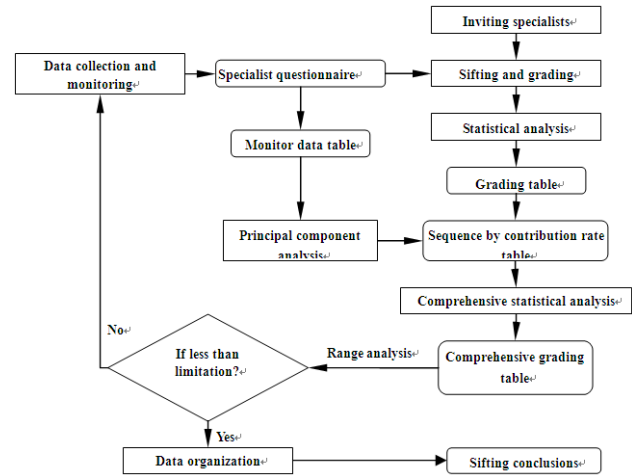 Inviting specialists↵
Data collection and
monitoring↵
Specialist questionnaire↵
Sifting and grading↵
Statistical analysis↵
Monitor data table↵
Grading table↵
Principal component
analysis↵
Sequence by contribution rate
table↵
Comprehensive statistical analysis↵
No↵
If less than
limitation?↵
Range analysis↵
Comprehensive grading
table↵
Yes↵
Data organization↵
Sifting conclusions↵